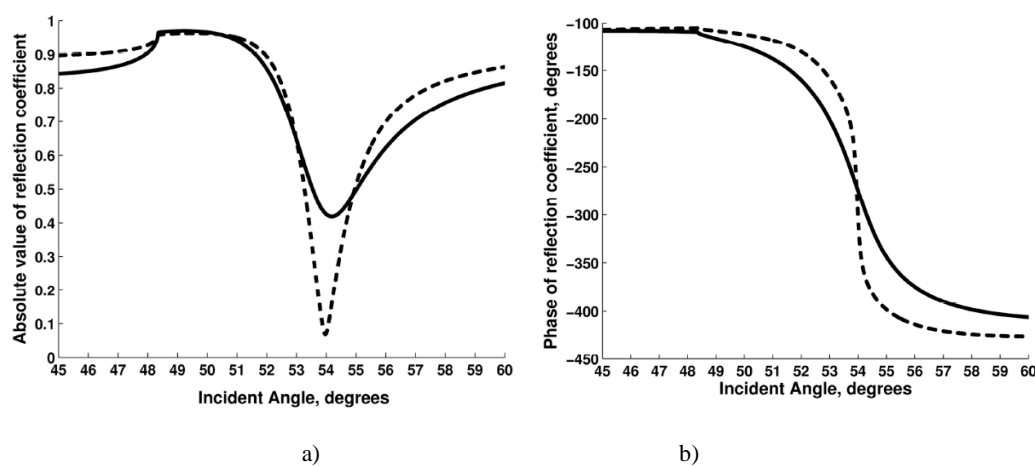 Absolute value of reflection coefficient
1
0.9
0.8
0.7
0.6
0.5
0.4
0.3
0.2
0.1
0
45 46 47 48 49 50 51 52 53 54 55 56 57 58 59 60
Incident Angle, degrees
a)
Phase of reflection coefficient, degrees
-100
-150
-200
-250
-300
-350
-400
-450
45 46 47 48 49 50 51 52 53 54 55 56 57 58 59 60
Incident Angle, degrees
b)